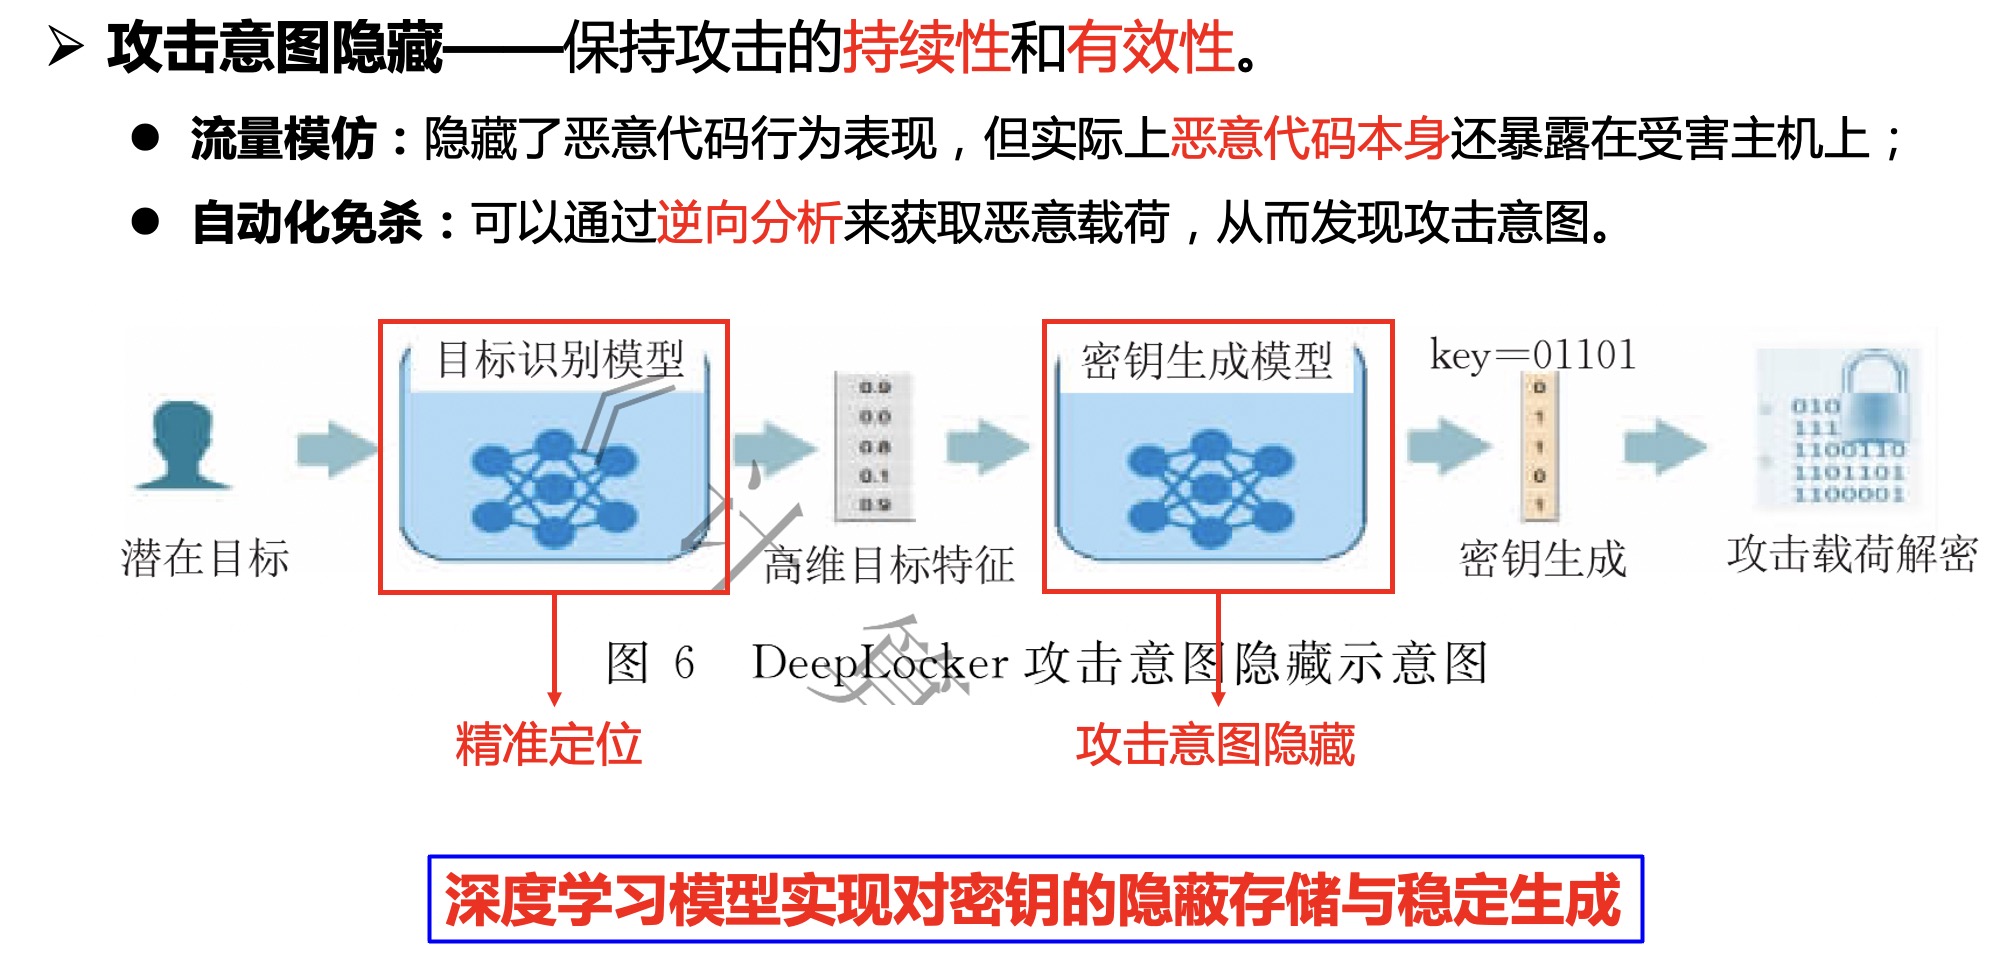 ➢ 攻击意图隐藏——保持攻击的持续性和有效性。
● 流量模仿：隐藏了恶意代码行为表现，但实际上恶意代码本身还暴露在受害主机上；
● 自动化免杀：可以通过逆向分析来获取恶意载荷，从而发现攻击意图。
目标识别模型
密钥生成模型
key=01101
0.9
0.0
0.8
0.1
0.9
0
1
1
0
1
010
111
1100110
1101101
1100001
潜在目标
高维目标特征
密钥生成
攻击载荷解密
计
算
图 6 DeepLocker 攻击意图隐藏示意图
精准定位
攻击意图隐藏
深度学习模型实现对密钥的隐蔽存储与稳定生成